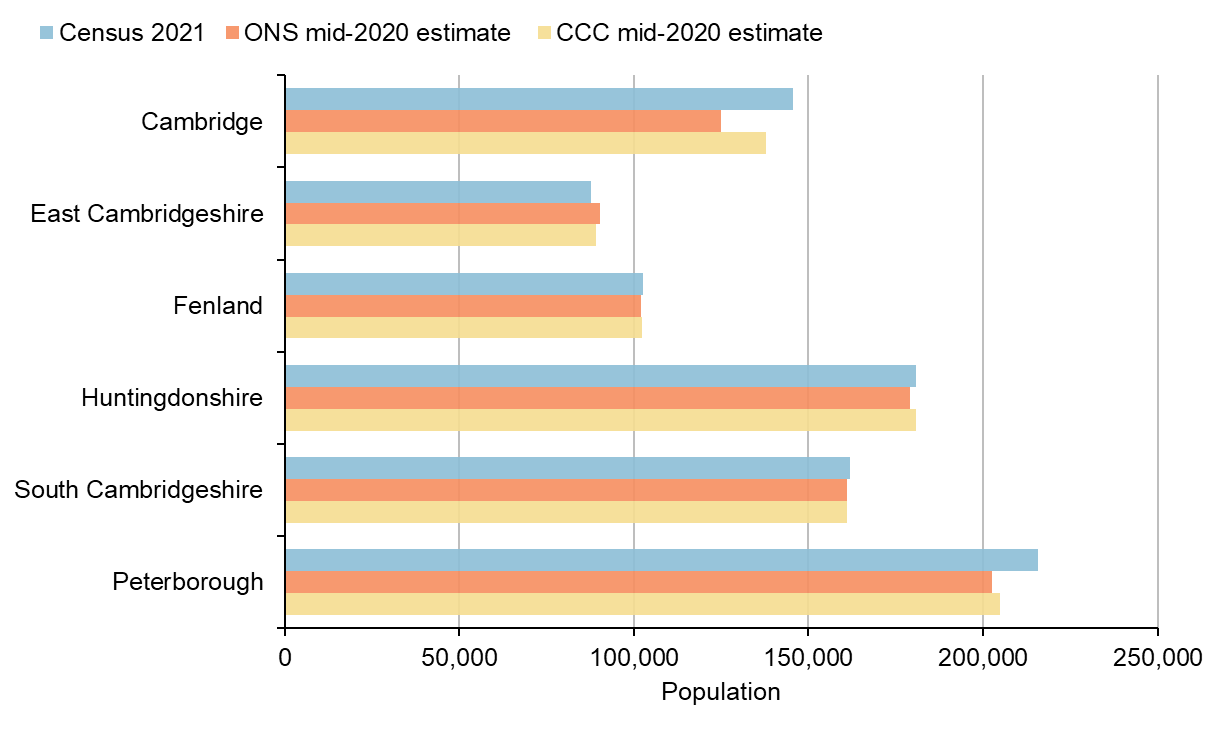 Census 2021 ONS mid-2020 estimate CCC mid-2020 estimate
Cambridge
East Cambridgeshire
Fenland
Huntingdonshire
South Cambridgeshire
Peterborough
0 50,000 100,000 150,000 200,000 250,000
Population